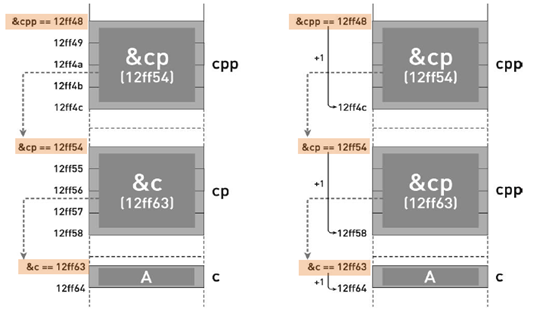 &cpp == 12ff48
12ff49
12ff4a
12ff4b
12ff4c
&cp
(12ff54)
cpp
&cp == 12ff54
12ff55
12ff56
12ff57
12ff58
&c
(12ff63)
cp
&c == 12ff63
12ff64
A
c
&cpp == 12ff48
+1
12ff4c
&cp
(12ff54)
cpp
&cp == 12ff54
+1
12ff58
&cp
(12ff63)
cpp
&c == 12ff63
+1
12ff64
A
c